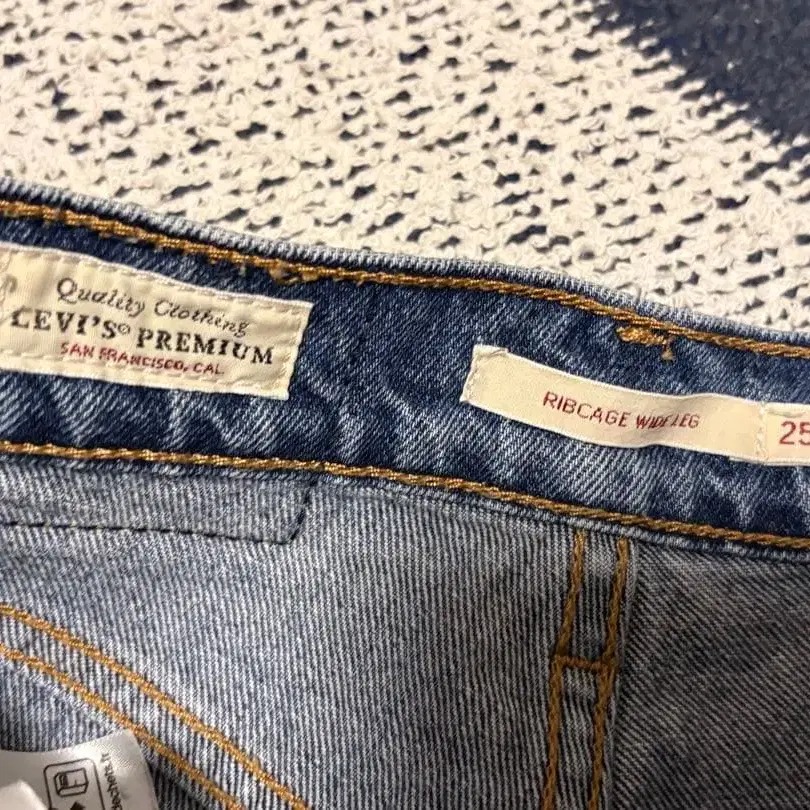 Quality Clothing
LEVI'S® PREMIUM
SAN FRANCISCO, CAL.
RIBCAGE WIDE LEG
25